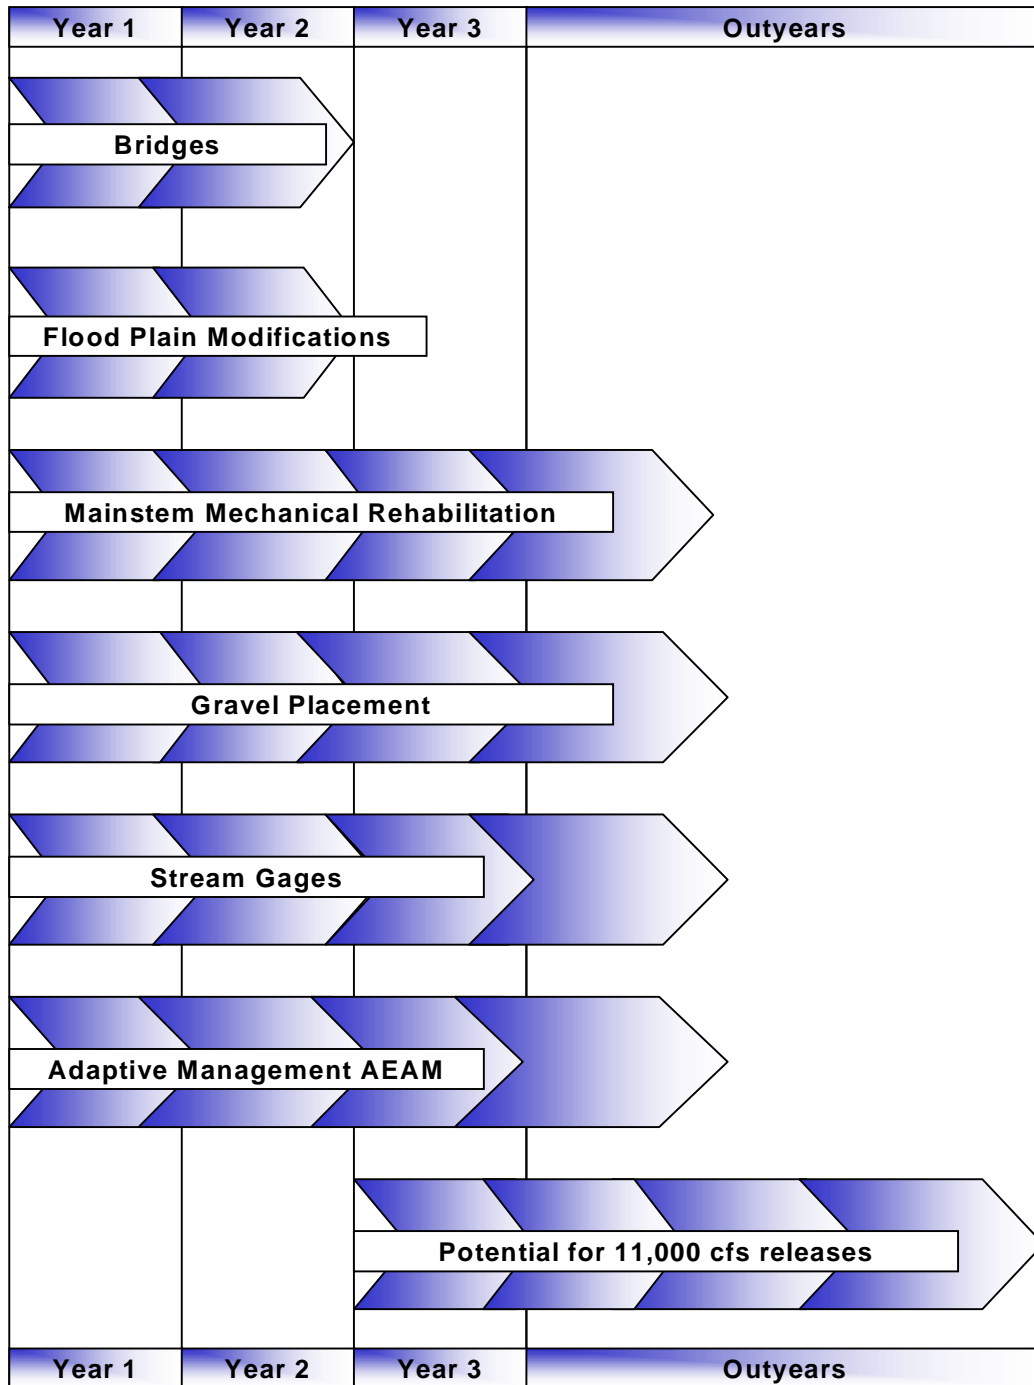 Year 1 Year 2 Year 3 Outyears
Bridges
Flood Plain Modifications
Mainstem Mechanical Rehabilitation
Gravel Placement
Stream Gages
Adaptive Management AEAM
Potential for 11,000 cfs releases
Year 1 Year 2 Year 3 Outyears